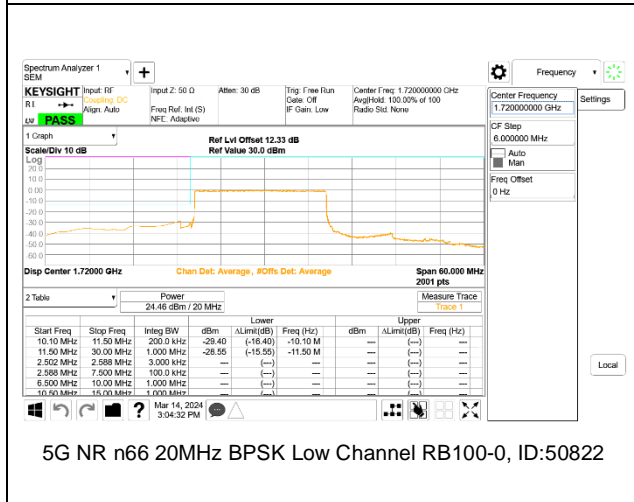 Spectrum Analyzer 1
SEM
Frequency
KEYSIGHT
Input: RF
Coupling: DC
Align: Auto
Input Z: 50 Ω
Freq Ref: Int (S)
NFE: Adaptive
Atten: 30 dB
Trig: Free Run
Gate: Off
IF Gain: Low
Center Freq: 1.720000000 GHz
Avg|Hold: 100.00% of 100
Radio Std: None
PASS
Center Frequency
1.720000000 GHz
Settings
CF Step
6.000000 MHz
Auto
Man
Freq Offset
0 Hz
1 Graph
Scale/Div 10 dB
Ref Lvl Offset 12.33 dB
Ref Value 30.0 dBm
Log
20.0
10.0
0.00
-10.0
-20.0
-30.0
-40.0
-50.0
-60.0
Disp Center 1.72000 GHz
Chan Det: Average , #Offs Det: Average
Span 60.000 MHz
2001 pts
2 Table
Power
24.46 dBm / 20 MHz
Measure Trace
Trace 1
Lower Upper
Start Freq Stop Freq Integ BW dBm ΔLimit(dB) Freq (Hz) dBm ΔLimit(dB) Freq (Hz)
10.10 MHz 11.50 MHz 200.0 kHz -29.40 (-16.40) -10.10 M --- (---) ---
11.50 MHz 30.00 MHz 1.000 MHz -28.55 (-15.55) -11.50 M --- (---) ---
2.502 MHz 2.588 MHz 3.000 kHz --- (---) --- --- (---) ---
2.588 MHz 7.500 MHz 100.0 kHz --- (---) --- --- (---) ---
6.500 MHz 10.00 MHz 1.000 MHz --- (---) --- --- (---) ---
10.50 MHz 15.00 MHz 1.000 MHz --- (---) --- --- (---) ---
Local
?
Mar 14, 2024
3:04:32 PM
5G NR n66 20MHz BPSK Low Channel RB100-0, ID:50822